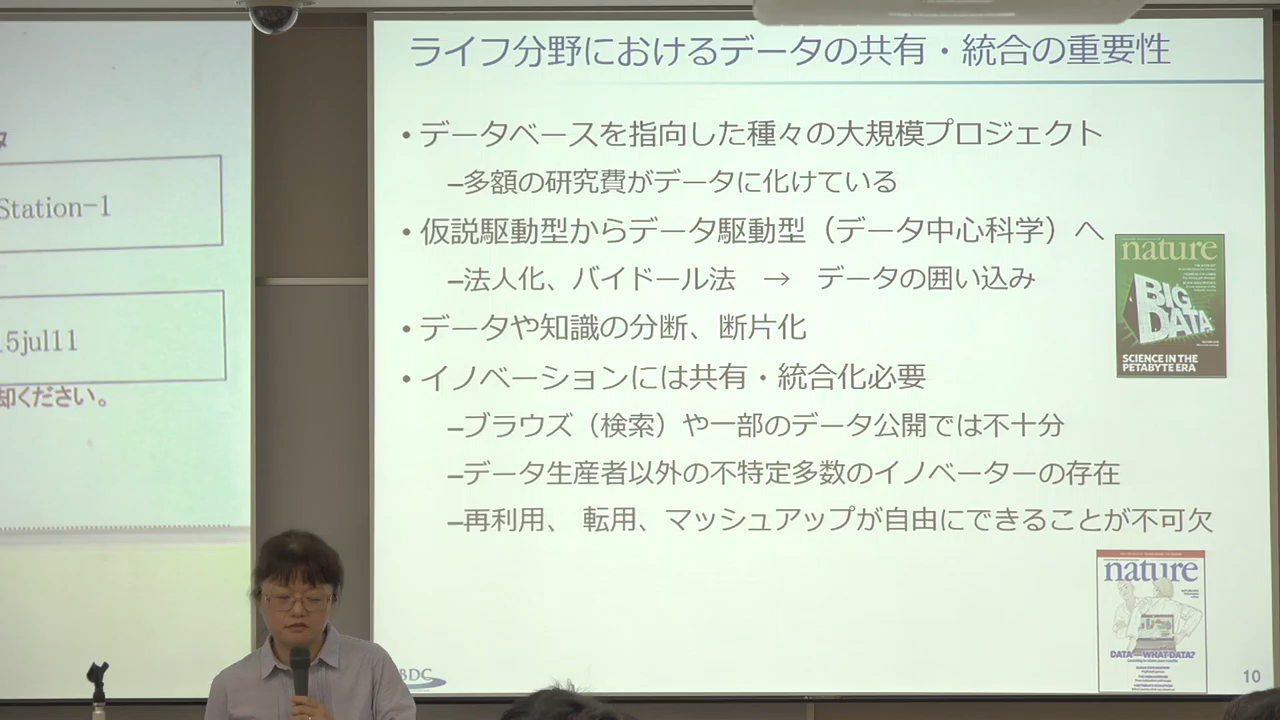 ライフ分野におけるデータの共有・統合の重要性
• データベースを指向した種々の大規模プロジェクト
–多額の研究費がデータに化けている
• 仮説駆動型からデータ駆動型（データ中心科学）へ
–法人化、バイドール法 → データの囲い込み
• データや知識の分断、断片化
• イノベーションには共有・統合化必要
–ブラウズ（検索）や一部のデータ公開では不十分
–データ生産者以外の不特定多数のイノベーターの存在
–再利用、 転用、マッシュアップが自由にできることが不可欠
nature
BIG DATA
SCIENCE IN THE
PETABYTE ERA
nature
DATA — WHAT DATA?
BDC
10
Station-1
15jul11
却ください。